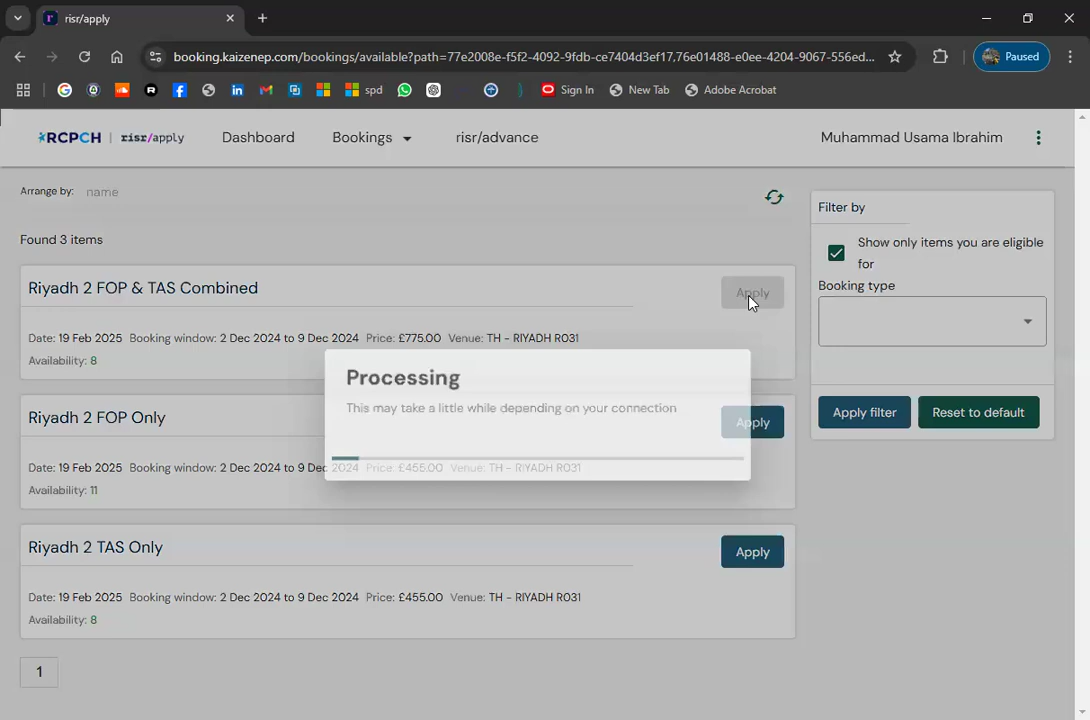 risr/apply
booking.kaizenep.com/bookings/available?path=77e2008e-f5f2-4092-9fdb-ce7404d3ef17,76e01488-e0ee-4204-9067-556ed...
Paused
spd
Sign In
New Tab
Adobe Acrobat
RCPCH | risr/apply
Dashboard
Bookings
risr/advance
Muhammad Usama Ibrahim
Arrange by: name
Found 3 items
Riyadh 2 FOP & TAS Combined
Apply
Date: 19 Feb 2025 Booking window: 2 Dec 2024 to 9 Dec 2024 Price: £775.00 Venue: TH - RIYADH R031
Availability: 8
Processing
This may take a little while depending on your connection
Riyadh 2 FOP Only
Apply
Date: 19 Feb 2025 Booking window: 2 Dec 2024 to 9 Dec 2024 Price: £455.00 Venue: TH - RIYADH R031
Availability: 11
Riyadh 2 TAS Only
Apply
Date: 19 Feb 2025 Booking window: 2 Dec 2024 to 9 Dec 2024 Price: £455.00 Venue: TH - RIYADH R031
Availability: 8
1
Filter by
Show only items you are eligible
for
Booking type
Apply filter
Reset to default